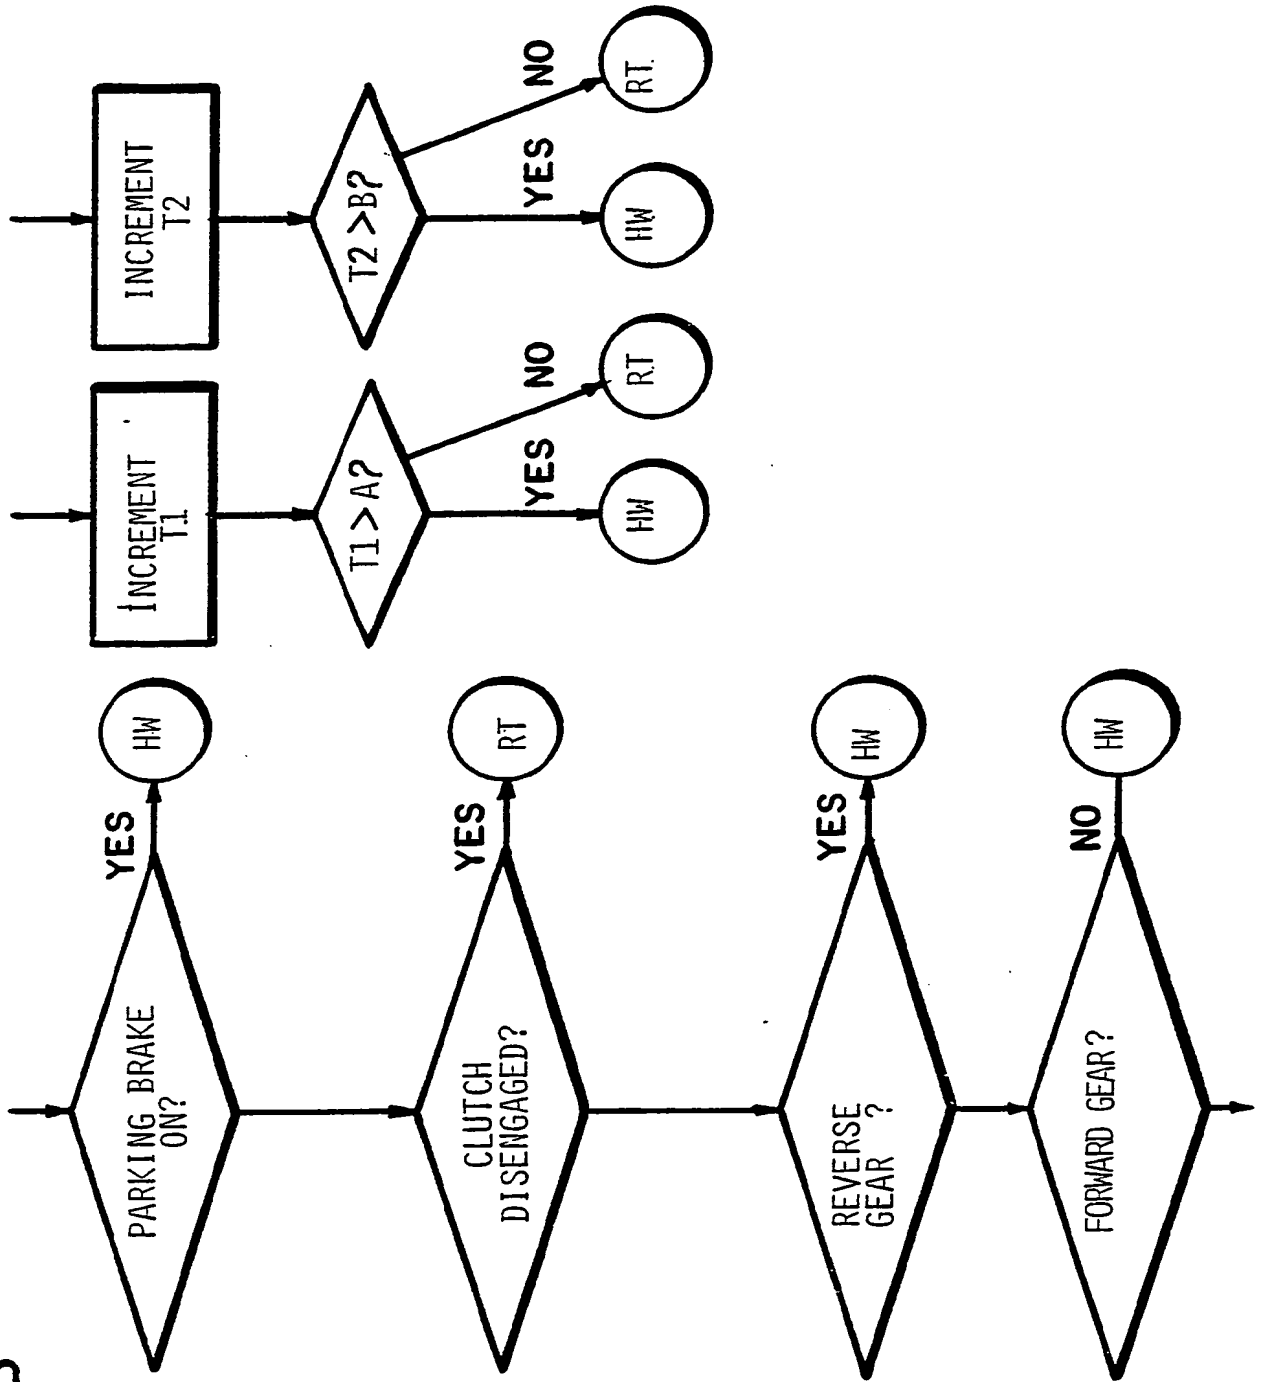 PARKING BRAKE
ON?
YES
HW
CLUTCH
DISENGAGED?
YES
RT
REVERSE
GEAR ?
YES
HW
FORWARD GEAR?
NO
HW
INCREMENT
T1
T1 > A?
YES
HW
NO
RT
INCREMENT
T2
T2 > B?
YES
HW
NO
RT.